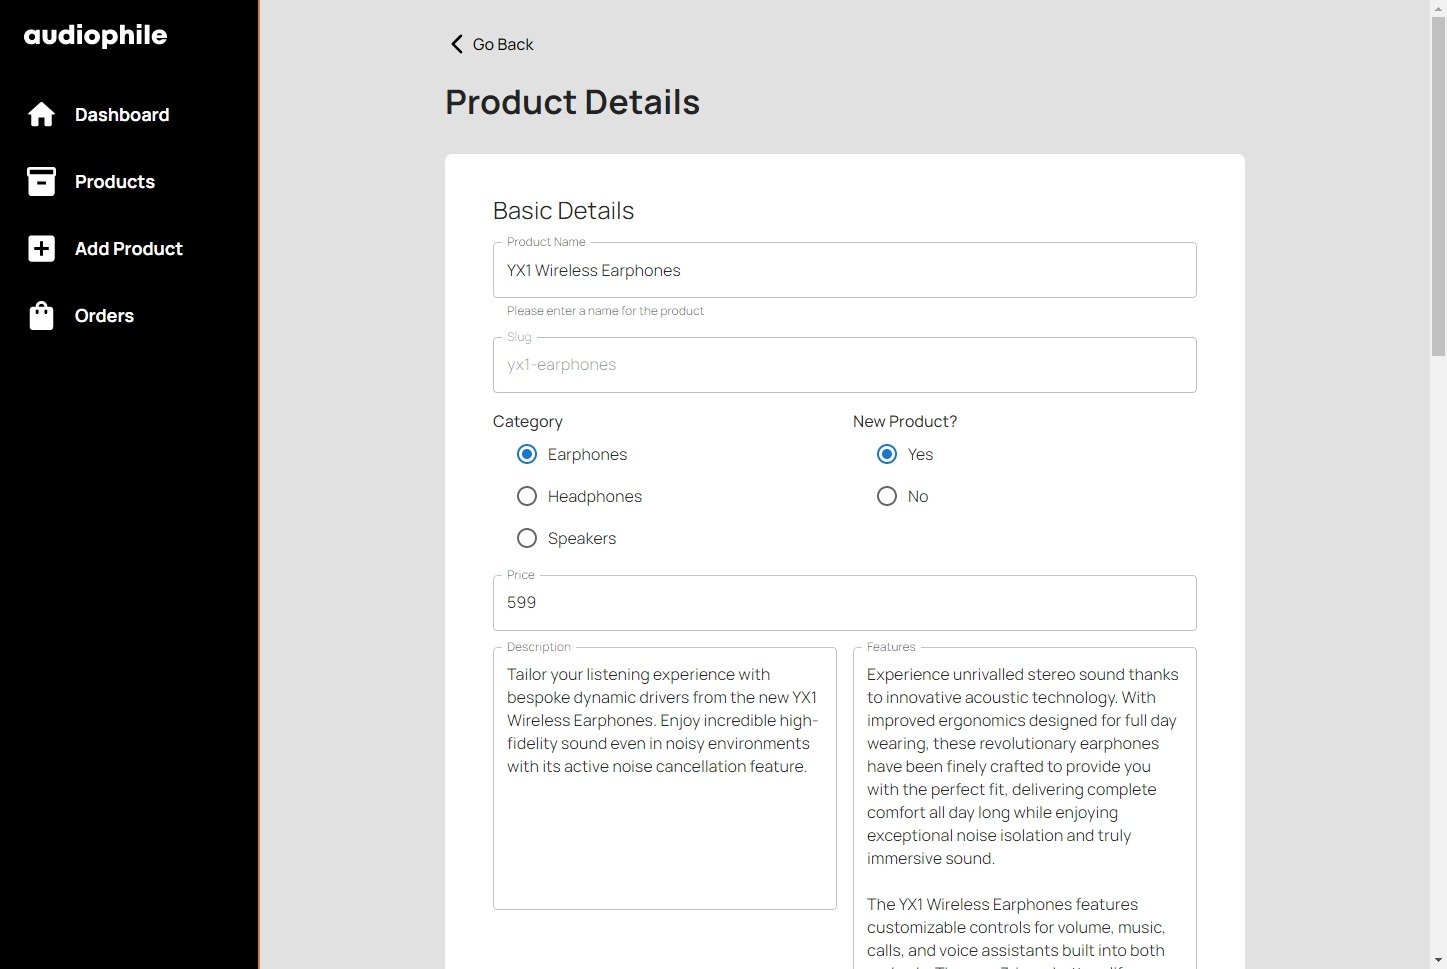 audiophile
Dashboard
Products
Add Product
Orders
Go Back
Product Details
Basic Details
Product Name
YX1 Wireless Earphones
Please enter a name for the product
Slug
yx1-earphones
Category
Earphones
Headphones
Speakers
New Product?
Yes
No
Price
599
Description
Tailor your listening experience with
bespoke dynamic drivers from the new YX1
Wireless Earphones. Enjoy incredible high-
fidelity sound even in noisy environments
with its active noise cancellation feature.
Features
Experience unrivalled stereo sound thanks
to innovative acoustic technology. With
improved ergonomics designed for full day
wearing, these revolutionary earphones
have been finely crafted to provide you
with the perfect fit, delivering complete
comfort all day long while enjoying
exceptional noise isolation and truly
immersive sound.
The YX1 Wireless Earphones features
customizable controls for volume, music,
calls, and voice assistants built into both